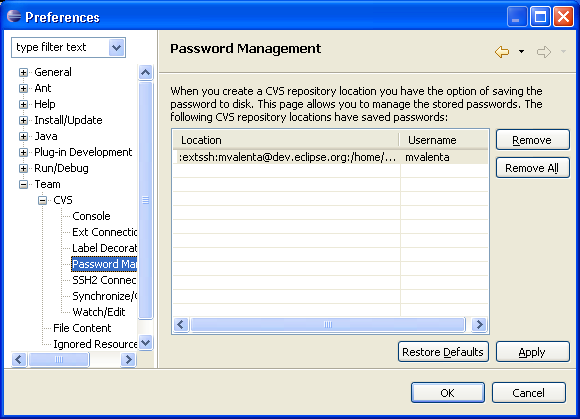 Preferences
type filter text
Password Management
General
Ant
Help
Install/Update
Java
Plug-in Development
Run/Debug
Team
CVS
Console
Ext Connectio
Label Decorat
Password Mar
SSH2 Connec
Synchronize/
Watch/Edit
File Content
Ignored Resource
When you create a CVS repository location you have the option of saving the
password to disk. This page allows you to manage the stored passwords. The
following CVS repository locations have saved passwords:
Location Username
:extssh:mvalenta@dev.eclipse.org:/home/... mvalenta
Remove
Remove All
Restore Defaults Apply
OK Cancel